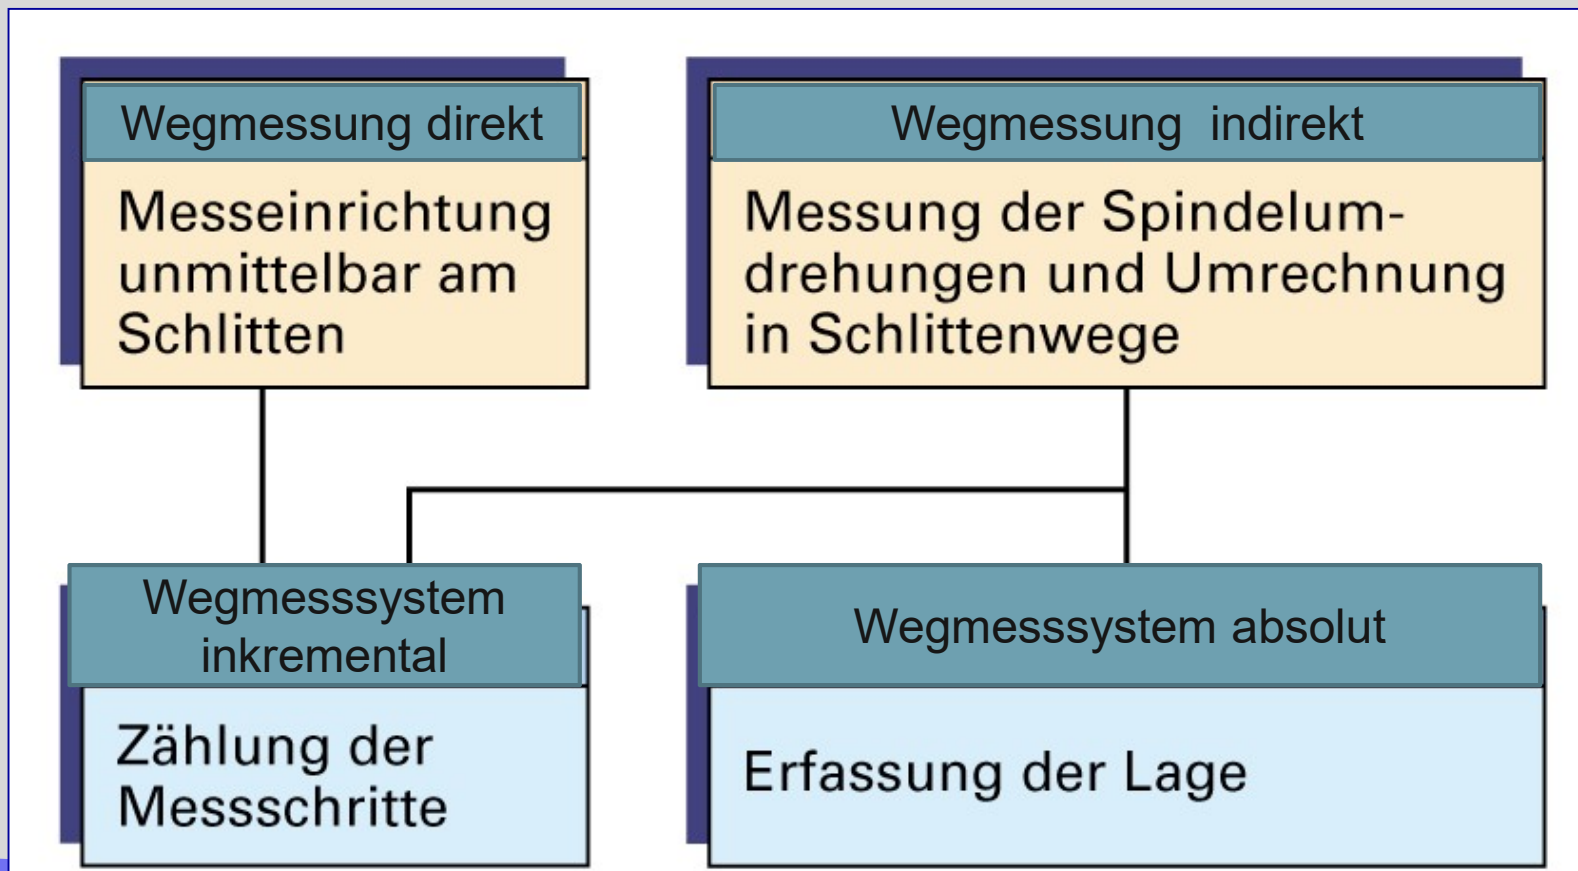 Wegmessung direkt
Messeinrichtung
unmittelbar am
Schlitten
Wegmessung  indirekt
Messung der Spindelum-
drehungen und Umrechnung
in Schlittenwege
Wegmesssystem
inkremental
Zählung der
Messschritte
Wegmesssystem absolut
Erfassung der Lage